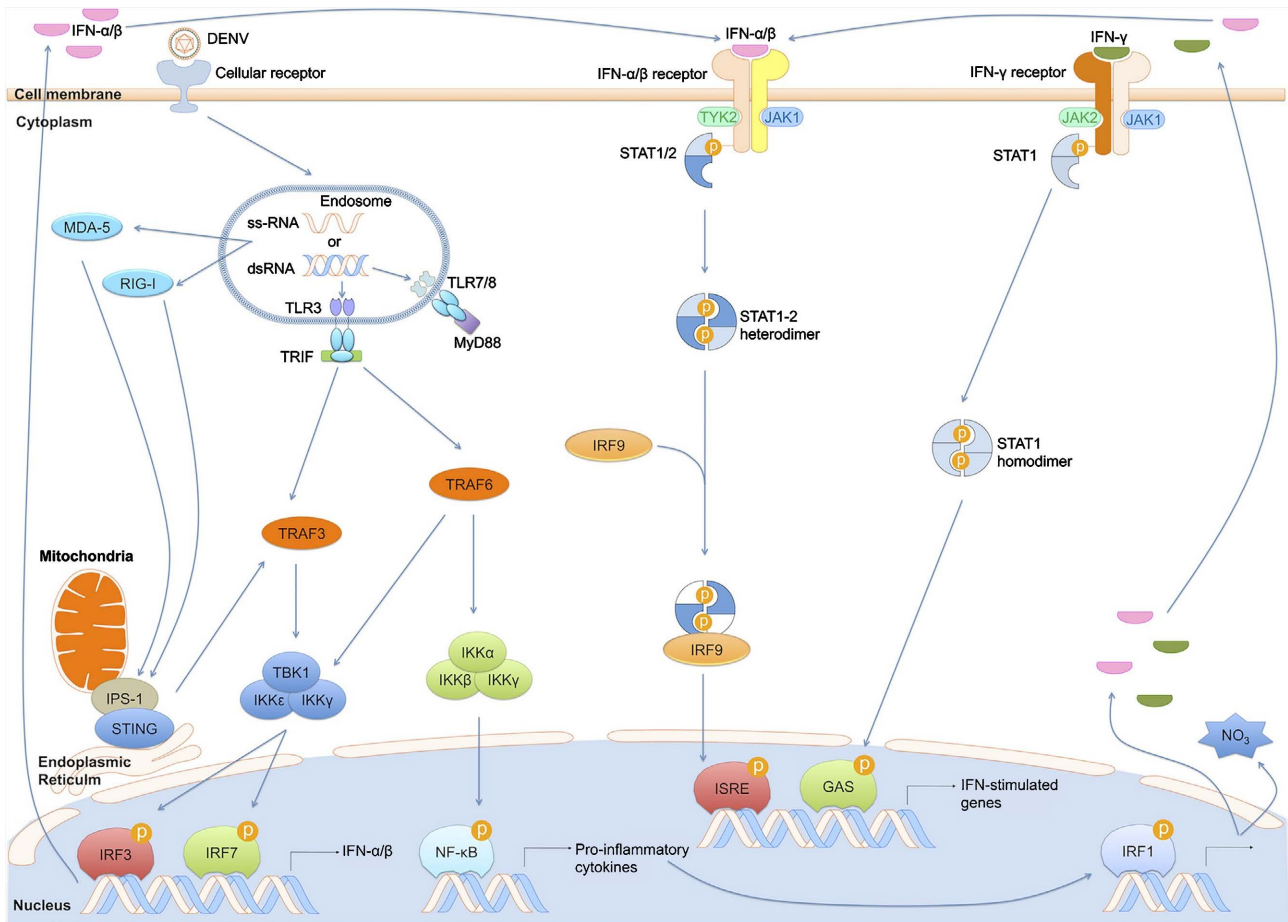 IFN-α/β
DENV
Cellular receptor
IFN-α/β
IFN-α/β receptor
IFN-γ
IFN-γ receptor
Cell membrane
Cytoplasm
TYK2
JAK1
JAK2
JAK1
STAT1/2
p
STAT1
p
Endosome
ss-RNA
or
dsRNA
MDA-5
RIG-I
TLR7/8
TLR3
MyD88
TRIF
p
p
STAT1-2
heterodimer
IRF9
p
p
STAT1
homodimer
TRAF6
TRAF3
Mitochondria
p
p
IRF9
IKKα
IKKβ
IKKγ
TBK1
IKKε
IKKγ
IPS-1
STING
Endoplasmic
Reticulm
NO3
ISRE
p
GAS
p
IFN-stimulated
genes
IRF3
p
IRF7
p
IFN-α/β
NF-κB
p
Pro-inflammatory
cytokines
IRF1
p
Nucleus